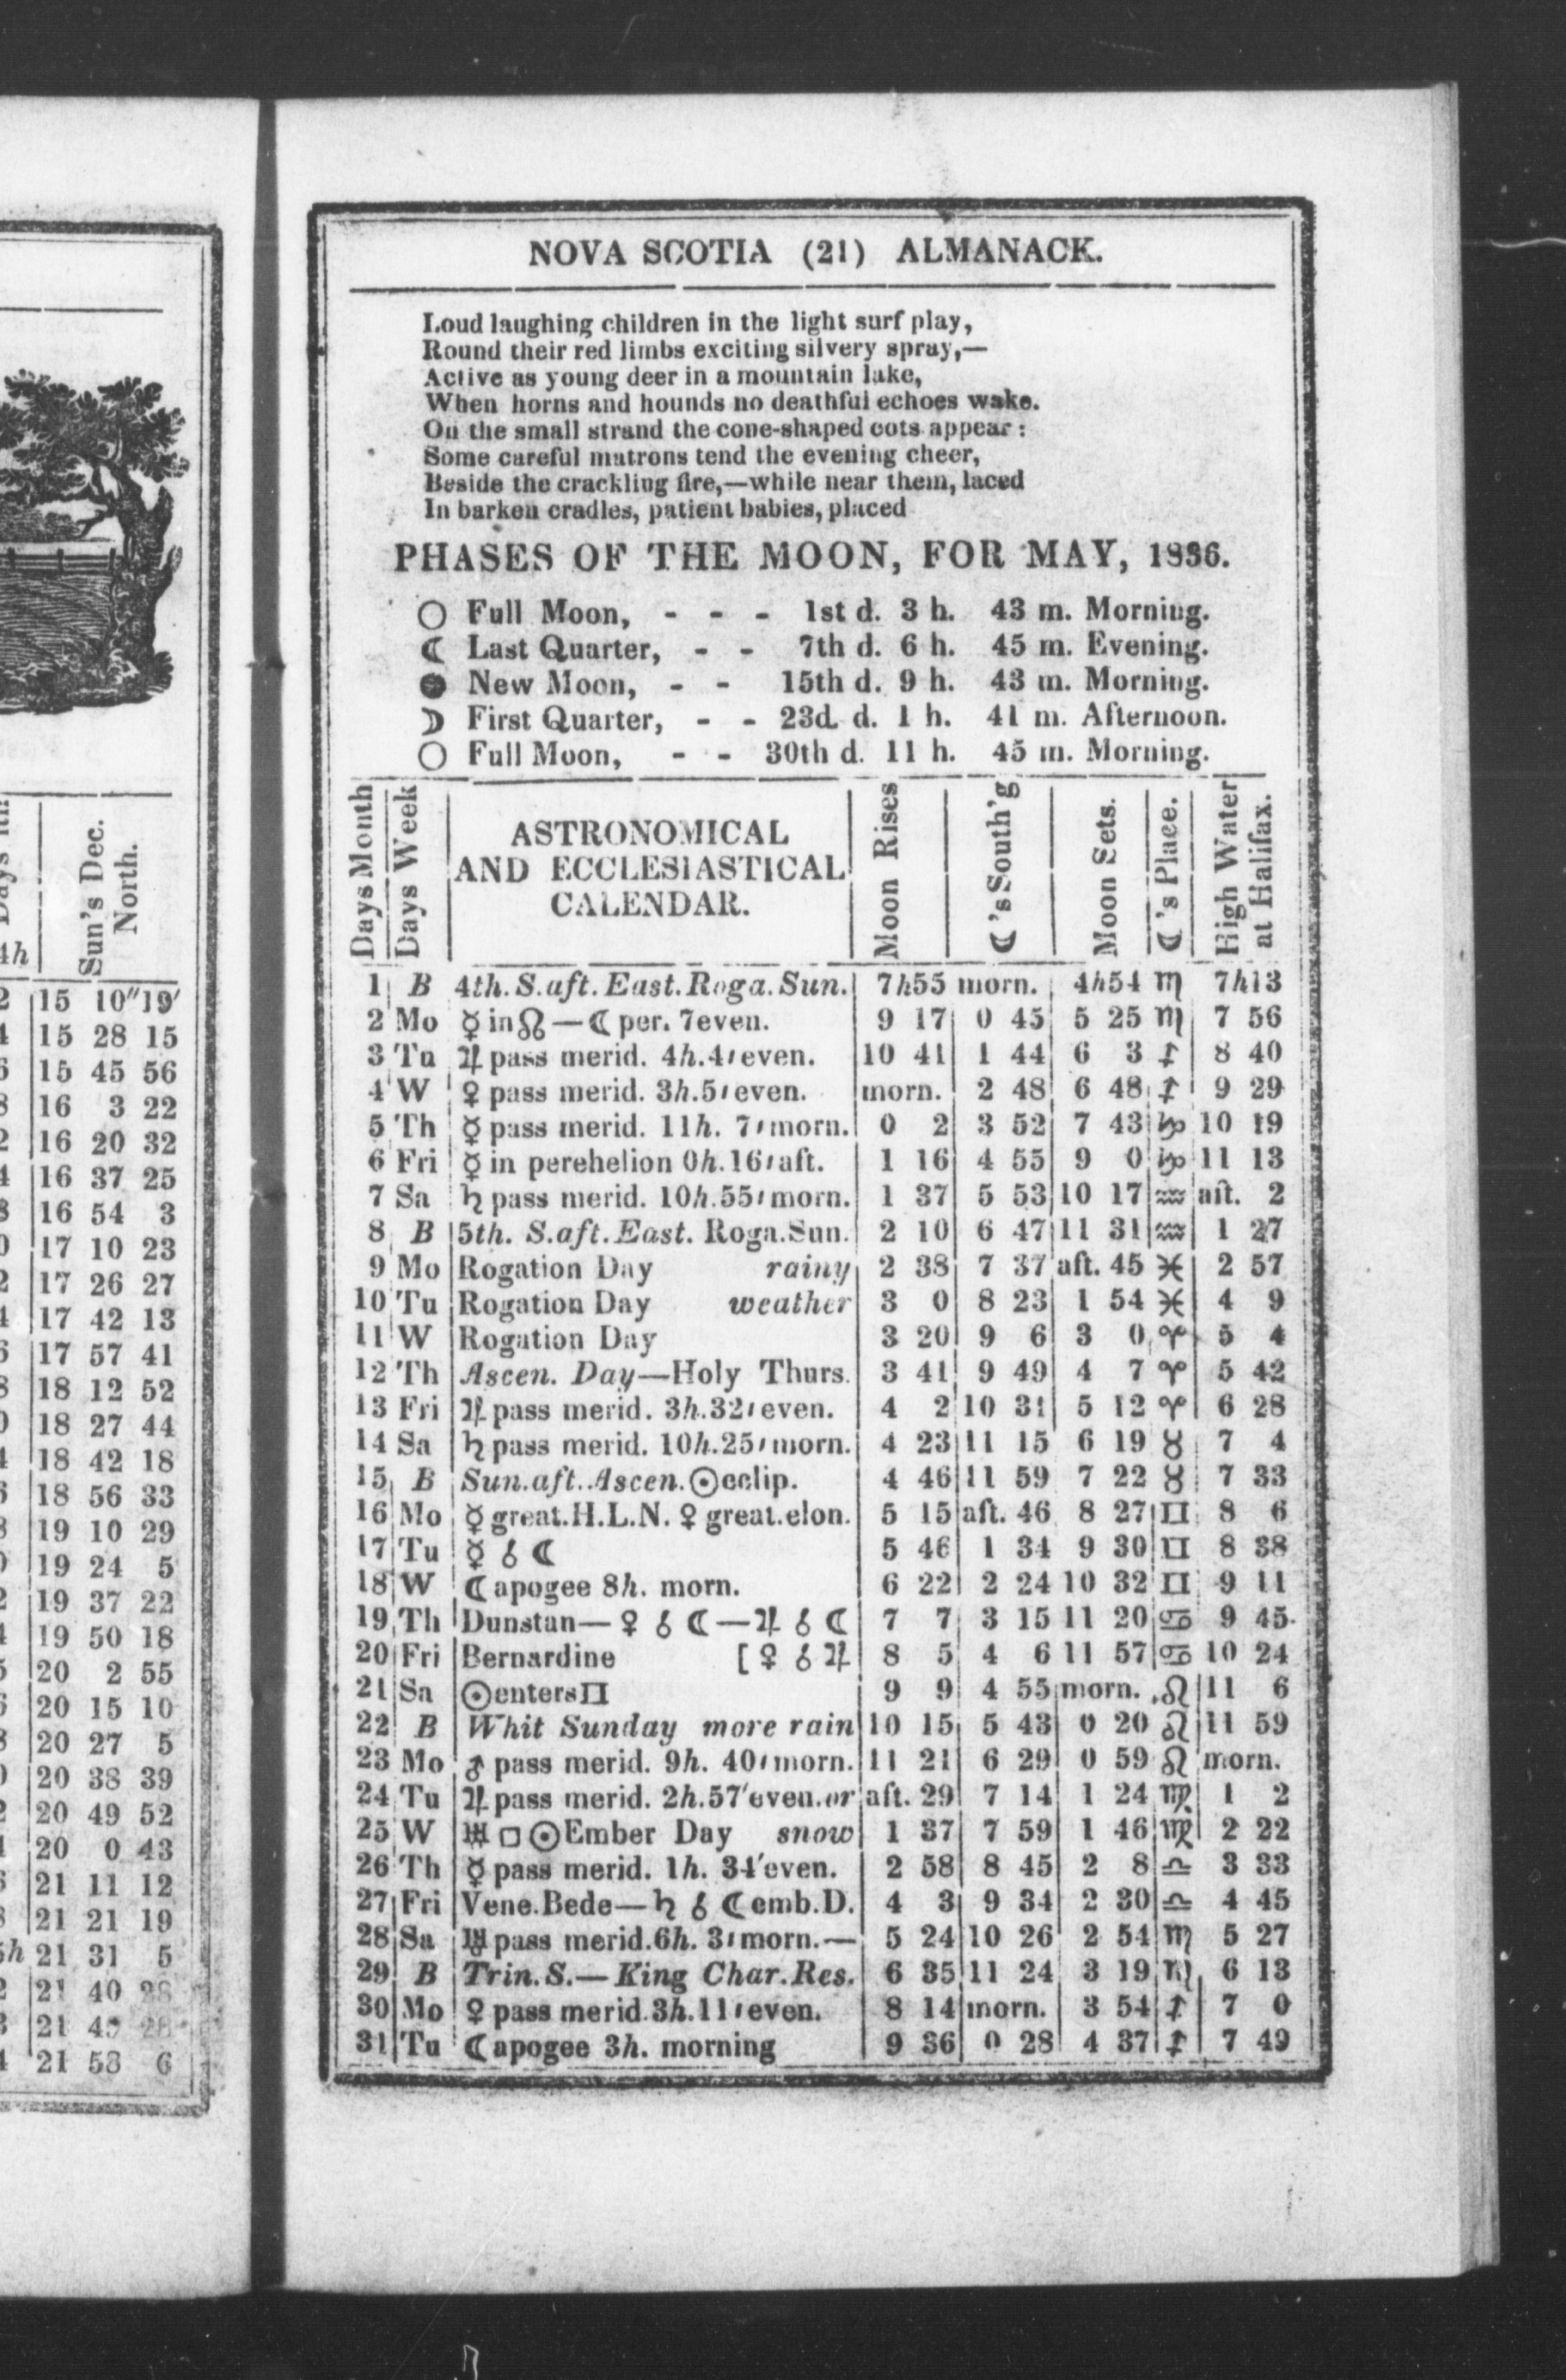 NOVA SCOTIA (21) ALMANACK.
Loud laughing children in the light surf play,
Round their red limbs exciting silvery spray,—
Active as young deer in a mountain lake,
When horns and hounds no deathful echoes wake.
On the small strand the cone-shaped cots appear:
Some careful matrons tend the evening cheer,
Beside the crackling fire,—while near them, laced
In barken cradles, patient babies, placed
PHASES OF THE MOON, FOR MAY, 1836.
○ Full Moon, - - - 1st d. 3 h. 43 m. Morning.
☾ Last Quarter, - - 7th d. 6 h. 45 m. Evening.
● New Moon, - - 15th d. 9 h. 43 m. Morning.
☽ First Quarter, - - 23d. d. 1 h. 41 m. Afternoon.
○ Full Moon, - - 30th d. 11 h. 45 m. Morning.
Days Month Days Week ASTRONOMICAL AND ECCLESIASTICAL CALENDAR. Moon Rises ☾'s South'g Moon Sets. ☾'s Place. High Water at Halifax.
1 B 4th. S.aft. East. Roga. Sun. 7h55 morn. 4h54 ♏ 7h13
2 Mo ☿ in ☊ — ☾ per. 7even. 9 17 0 45 5 25 ♏ 7 56
3 Tu ♃ pass merid. 4h.4′even. 10 41 1 44 6 3 ♐ 8 40
4 W ♀ pass merid. 3h.5′even. morn. 2 48 6 48 ♐ 9 29
5 Th ☿ pass merid. 11h. 7′morn. 0 2 3 52 7 43 ♑ 10 19
6 Fri ☿ in perehelion 0h.16′aft. 1 16 4 55 9 0 ♑ 11 13
7 Sa ♄ pass merid. 10h.55′morn. 1 37 5 53 10 17 ♒ aft. 2
8 B 5th. S.aft. East. Roga.Sun. 2 10 6 47 11 31 ♒ 1 27
9 Mo Rogation Day rainy 2 38 7 37 aft. 45 ♓ 2 57
10 Tu Rogation Day weather 3 0 8 23 1 54 ♓ 4 9
11 W Rogation Day 3 20 9 6 3 0 ♈ 5 4
12 Th Ascen. Day—Holy Thurs. 3 41 9 49 4 7 ♈ 5 42
13 Fri ♃ pass merid. 3h.32′even. 4 2 10 31 5 12 ♈ 6 28
14 Sa ♄ pass merid. 10h.25′morn. 4 23 11 15 6 19 ♉ 7 4
15 B Sun.aft..Ascen. ☉ eclip. 4 46 11 59 7 22 ♉ 7 33
16 Mo ☿ great.H.L.N. ♀ great.elon. 5 15 aft. 46 8 27 ♊ 8 6
17 Tu ☿ ☌ ☾ 5 46 1 34 9 30 ♊ 8 38
18 W ☾ apogee 8h. morn. 6 22 2 24 10 32 ♊ 9 11
19 Th Dunstan— ♀ ☌ ☾ — ♃ ☌ ☾ 7 7 3 15 11 20 ♋ 9 45
20 Fri Bernardine [ ♀ ☌ ♃ 8 5 4 6 11 57 ♋ 10 24
21 Sa ☉ enters ♊ 9 9 4 55 morn. ♌ 11 6
22 B Whit Sunday more rain 10 15 5 43 0 20 ♌ 11 59
23 Mo ♂ pass merid. 9h. 40′morn. 11 21 6 29 0 59 ♌ morn.
24 Tu ♃ pass merid. 2h.57′even.or aft. 29 7 14 1 24 ♍ 1 2
25 W ♅ □ ☉ Ember Day snow 1 37 7 59 1 46 ♍ 2 22
26 Th ☿ pass merid. 1h. 34′even. 2 58 8 45 2 8 ♎ 3 33
27 Fri Vene.Bede— ♄ ☌ ☾ emb.D. 4 3 9 34 2 30 ♎ 4 45
28 Sa ♅ pass merid.6h. 3′morn.— 5 24 10 26 2 54 ♏ 5 27
29 B Trin. S.—King Char.Res. 6 35 11 24 3 19 ♏ 6 13
30 Mo ♀ pass merid.3h.11′even. 8 14 morn. 3 54 ♐ 7 0
31 Tu ☾ apogee 3h. morning 9 36 0 28 4 37 ♐ 7 49
Sun's Dec. North.
15 10″19′
15 28 15
15 45 56
16 3 22
16 20 32
16 37 25
16 54 3
17 10 23
17 26 27
17 42 13
17 57 41
18 12 52
18 27 44
18 42 18
18 56 33
19 10 29
19 24 5
19 37 22
19 50 18
20 2 55
20 15 10
20 27 5
20 38 39
20 49 52
20 0 43
21 11 12
21 21 19
21 31 5
21 40
21
21 58 6